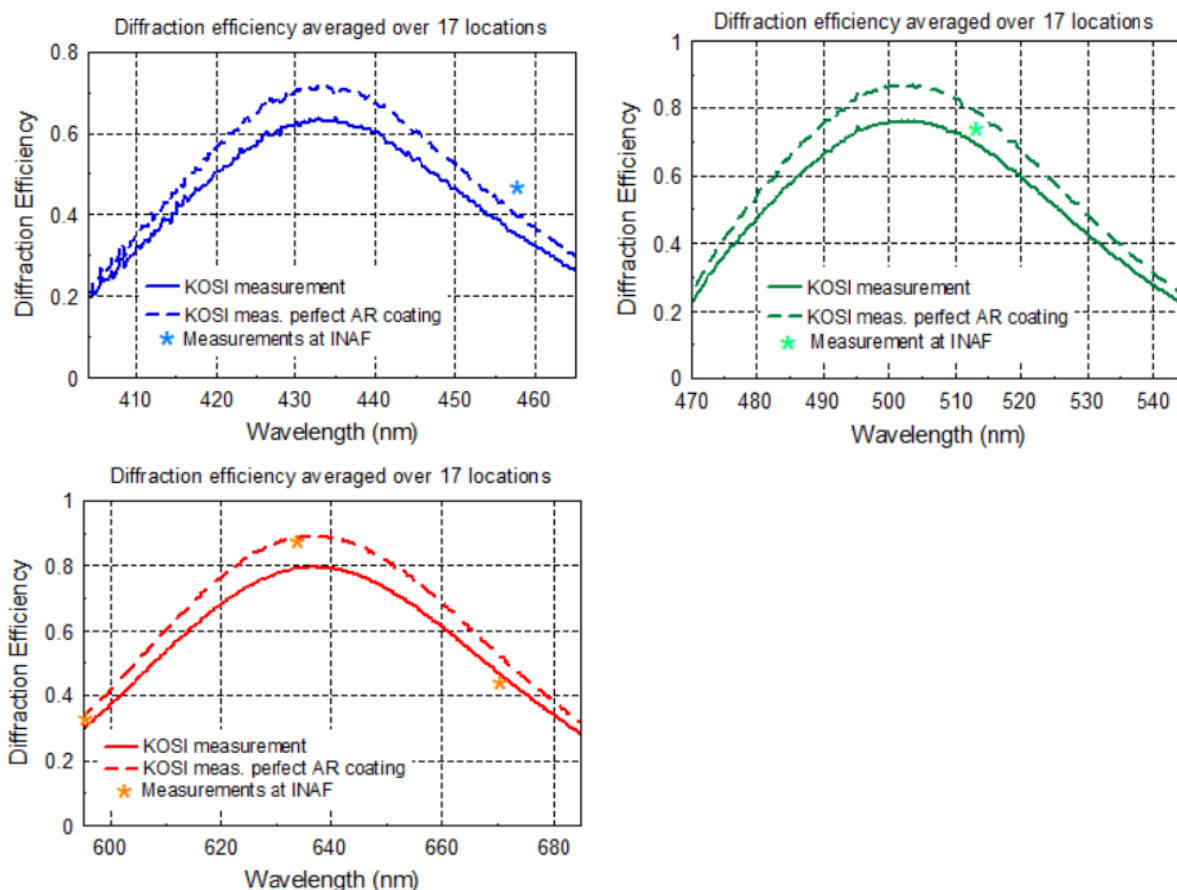 Diffraction efficiency averaged over 17 locations
0.8
0.6
0.4
0.2
0
Diffraction Efficiency
KOSI measurement
KOSI meas. perfect AR coating
Measurements at INAF
410 420 430 440 450 460
Wavelength (nm)
Diffraction efficiency averaged over 17 locations
1
0.8
0.6
0.4
0.2
0
Diffraction Efficiency
KOSI measurement
KOSI meas. perfect AR coating
Measurement at INAF
470 480 490 500 510 520 530 540
Wavelength (nm)
Diffraction efficiency averaged over 17 locations
1
0.8
0.6
0.4
0.2
0
Diffraction Efficiency
KOSI measurement
KOSI meas. perfect AR coating
Measurements at INAF
600 620 640 660 680
Wavelength (nm)